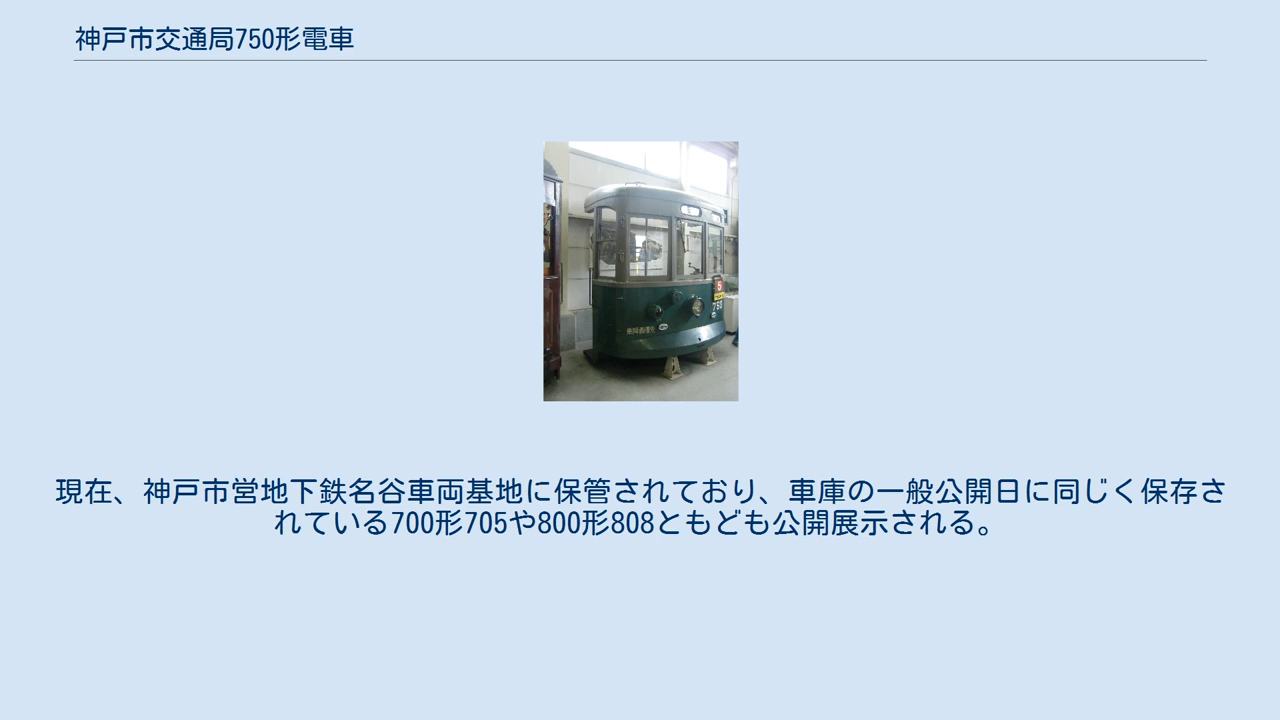 神戸市交通局750形電車
5
750
現在、神戸市営地下鉄名谷車両基地に保管されており、車庫の一般公開日に同じく保存さ
れている700形705や800形808ともども公開展示される。